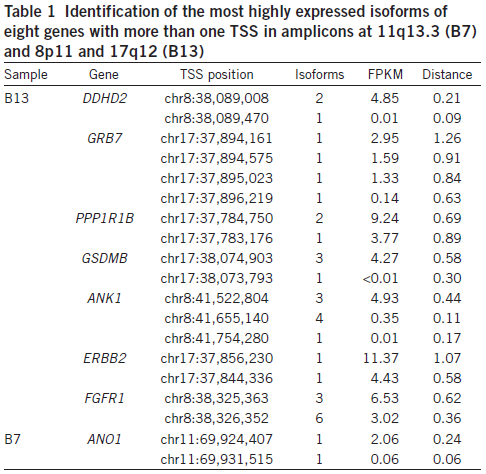 Table 1 Identification of the most highly expressed isoforms of
eight genes with more than one TSS in amplicons at 11q13.3 (B7)
and 8p11 and 17q12 (B13)
Sample Gene TSS position Isoforms FPKM Distance
B13 DDHD2 chr8:38,089,008 2 4.85 0.21
chr8:38,089,470 1 0.01 0.09
GRB7 chr17:37,894,161 1 2.95 1.26
chr17:37,894,575 1 1.59 0.91
chr17:37,895,023 1 1.33 0.84
chr17:37,896,219 1 0.14 0.63
PPP1R1B chr17:37,784,750 2 9.24 0.69
chr17:37,783,176 1 3.77 0.89
GSDMB chr17:38,074,903 3 4.27 0.58
chr17:38,073,793 1 <0.01 0.30
ANK1 chr8:41,522,804 3 4.93 0.44
chr8:41,655,140 4 0.35 0.11
chr8:41,754,280 1 0.01 0.17
ERBB2 chr17:37,856,230 1 11.37 1.07
chr17:37,844,336 1 4.43 0.58
FGFR1 chr8:38,325,363 3 6.53 0.62
chr8:38,326,352 6 3.02 0.36
B7 ANO1 chr11:69,924,407 1 2.06 0.24
chr11:69,931,515 1 0.06 0.06